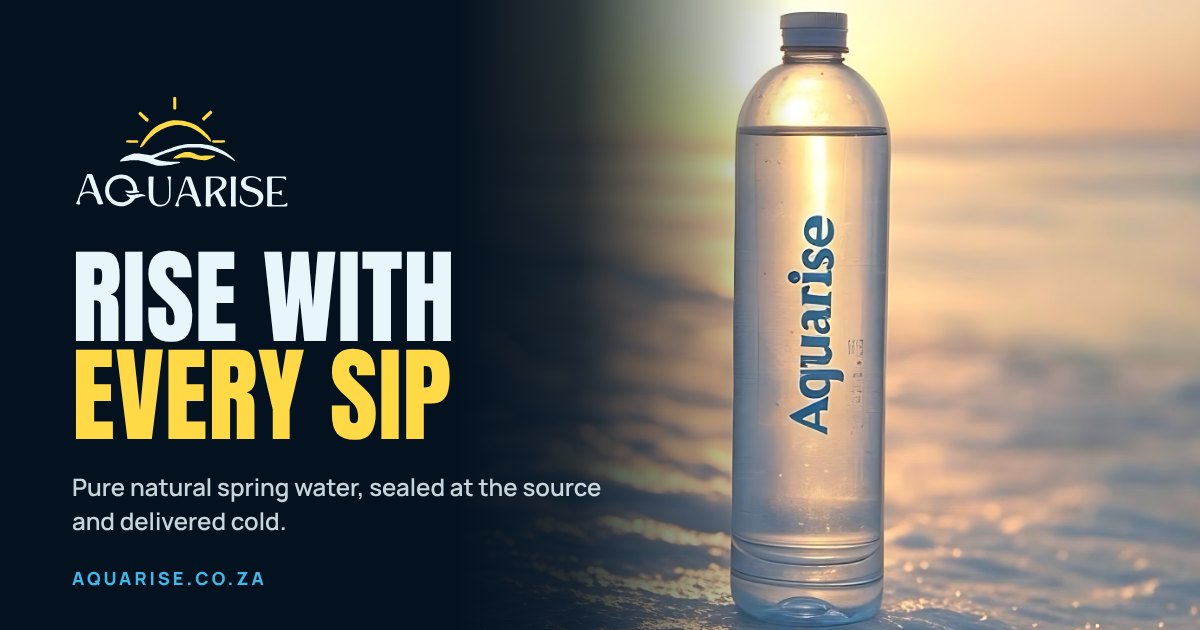 AQUARISE
RISE WITH
EVERY SIP
Pure natural spring water, sealed at the source
and delivered cold.
AQUARISE.CO.ZA
Aquarise